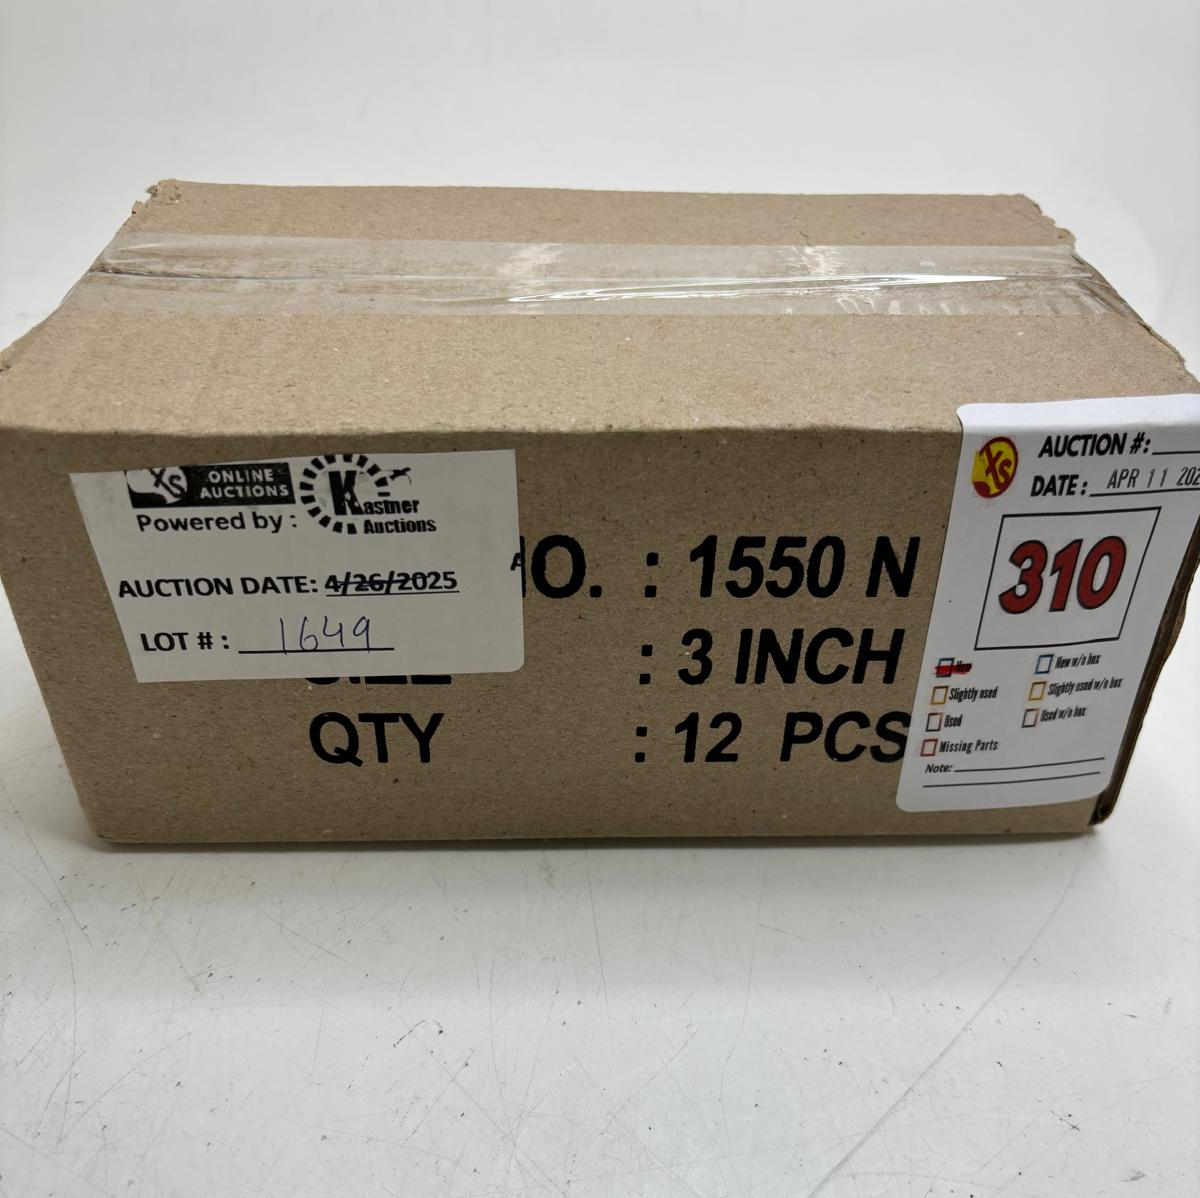 XS ONLINE
AUCTIONS
Kastner
Auctions
Powered by :
AUCTION DATE: 4/26/2025
LOT # : 1649
NO. : 1550 N
: 3 INCH
QTY : 12 PCS
XS AUCTION #:
DATE: APR 11 202
310
New
New w/o box
Slightly used
Slightly used w/o box
Used
Used w/o box
Missing Parts
Note: